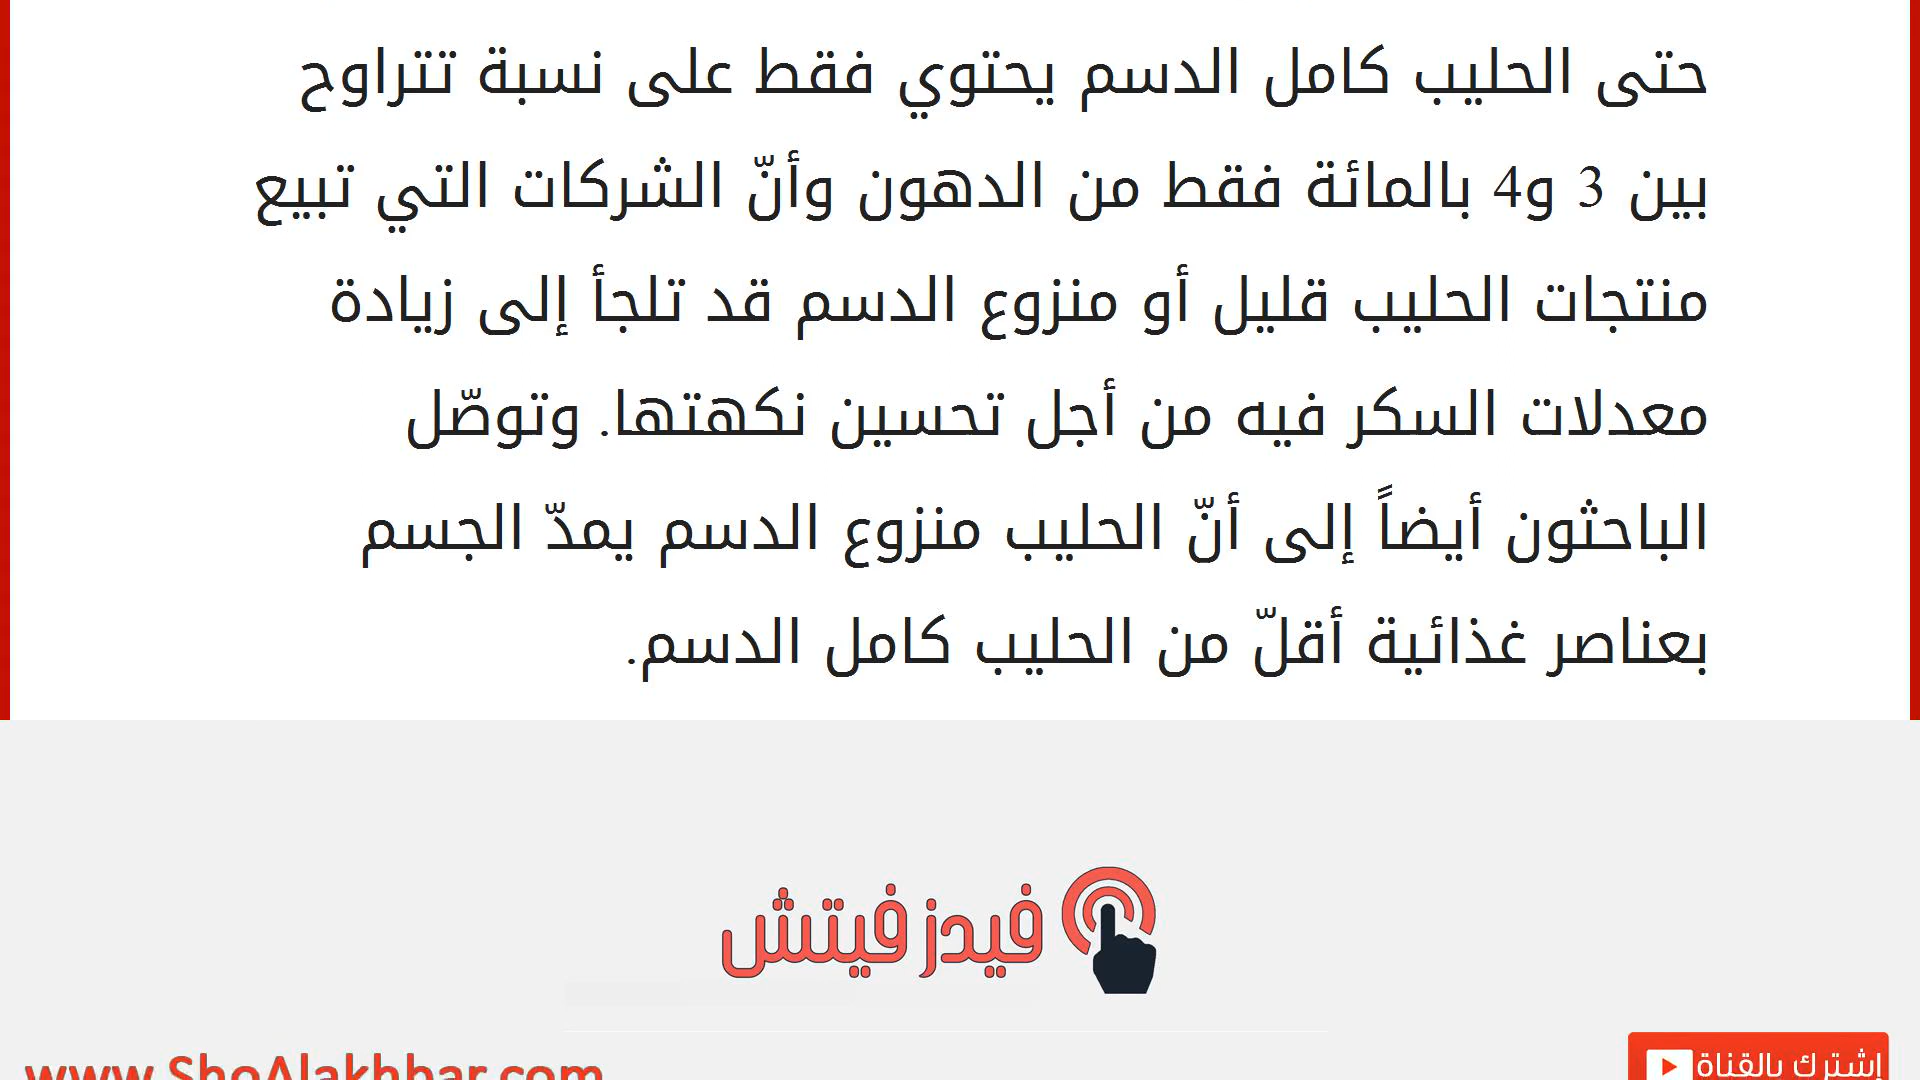 حتى الحليب كامل الدسم يحتوي فقط على نسبة تتراوح
بين 3 و4 بالمائة فقط من الدهون وأنّ الشركات التي تبيع
منتجات الحليب قليل أو منزوع الدسم قد تلجأ إلى زيادة
معدلات السكر فيه من أجل تحسين نكهتها. وتوصّل
الباحثون أيضاً إلى أنّ الحليب منزوع الدسم يمدّ الجسم
بعناصر غذائية أقلّ من الحليب كامل الدسم.
فيدز فيتش
www.ShoAlakhbar.com
إشترك بالقناة